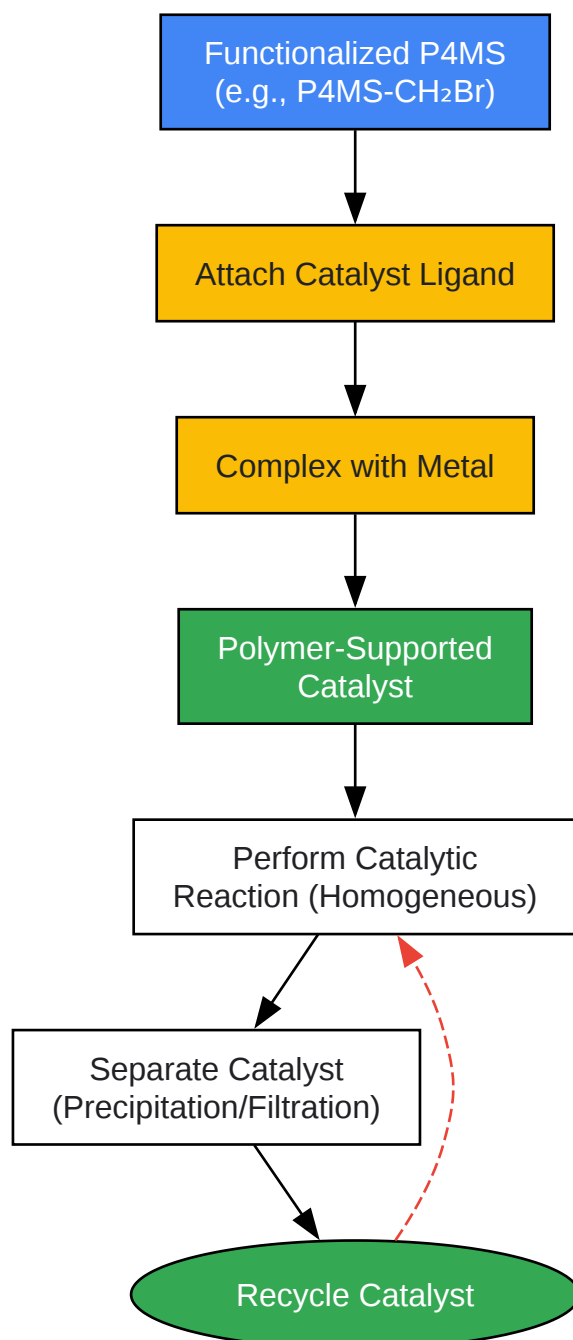 Functionalized P4MS
(e.g., P4MS-CH₂Br)
Attach Catalyst Ligand
Complex with Metal
Polymer-Supported
Catalyst
Perform Catalytic
Reaction (Homogeneous)
Separate Catalyst
(Precipitation/Filtration)
Recycle Catalyst